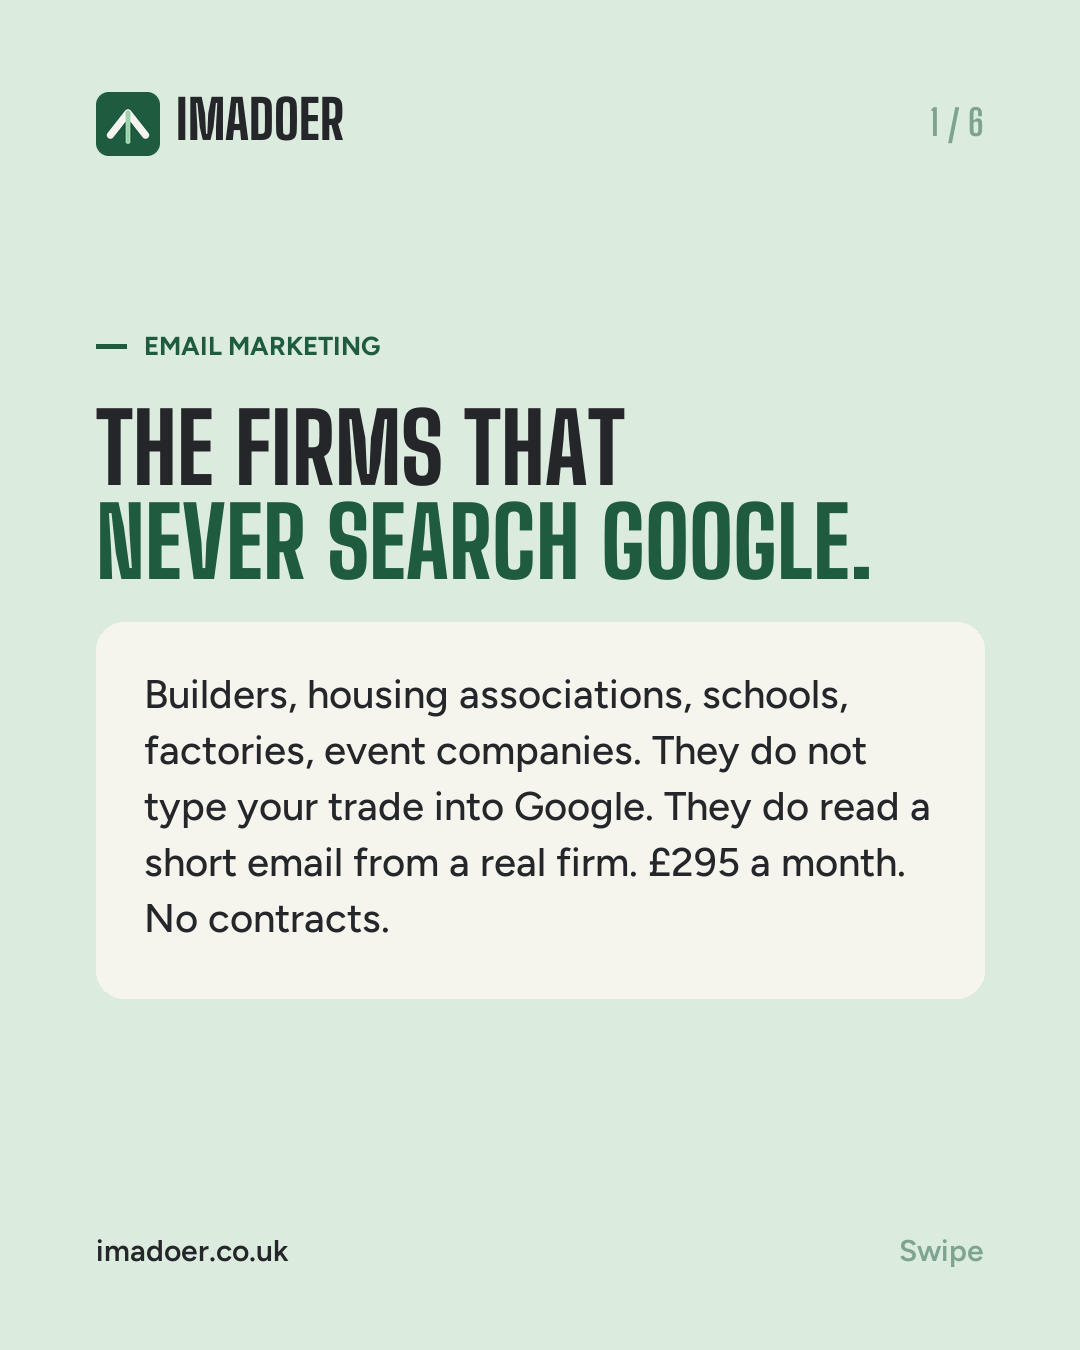 IMADOER
1 / 6
EMAIL MARKETING
THE FIRMS THAT
NEVER SEARCH GOOGLE.
Builders, housing associations, schools,
factories, event companies. They do not
type your trade into Google. They do read a
short email from a real firm. £295 a month.
No contracts.
imadoer.co.uk
Swipe